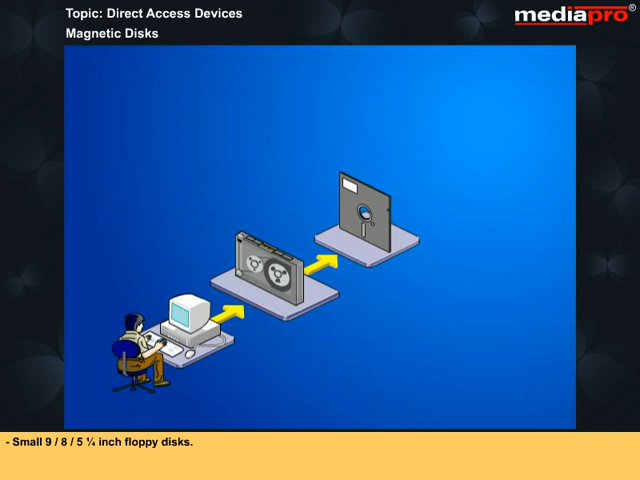 Topic: Direct Access Devices
Magnetic Disks
mediapro®
- Small 9 / 8 / 5 ¼ inch floppy disks.